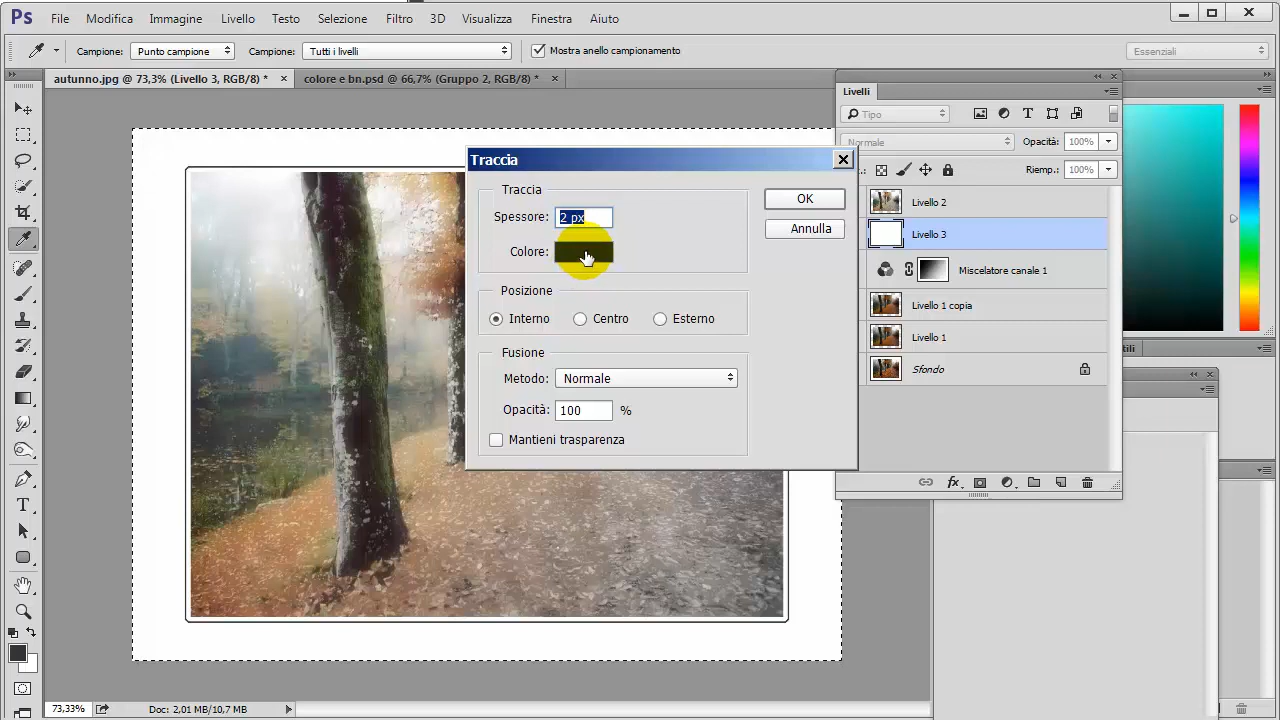 Ps File Modifica Immagine Livello Testo Selezione Filtro 3D Visualizza Finestra Aiuto
Campione: Punto campione Campione: Tutti i livelli Mostra anello campionamento Essenziali
autunno.jpg @ 73,3% (Livello 3, RGB/8) * colore e bn.psd @ 66,7% (Gruppo 2, RGB/8) *
Livelli
Tipo
Normale Opacità: 100%
Riemp.: 100%
Livello 2
Livello 3
Miscelatore canale 1
Livello 1 copia
Livello 1
Sfondo
fx
Traccia
Traccia
Spessore: 2 px
Colore:
OK
Annulla
Posizione
Interno Centro Esterno
Fusione
Metodo: Normale
Opacità: 100 %
Mantieni trasparenza
73,33% Doc: 2,01 MB/10,7 MB